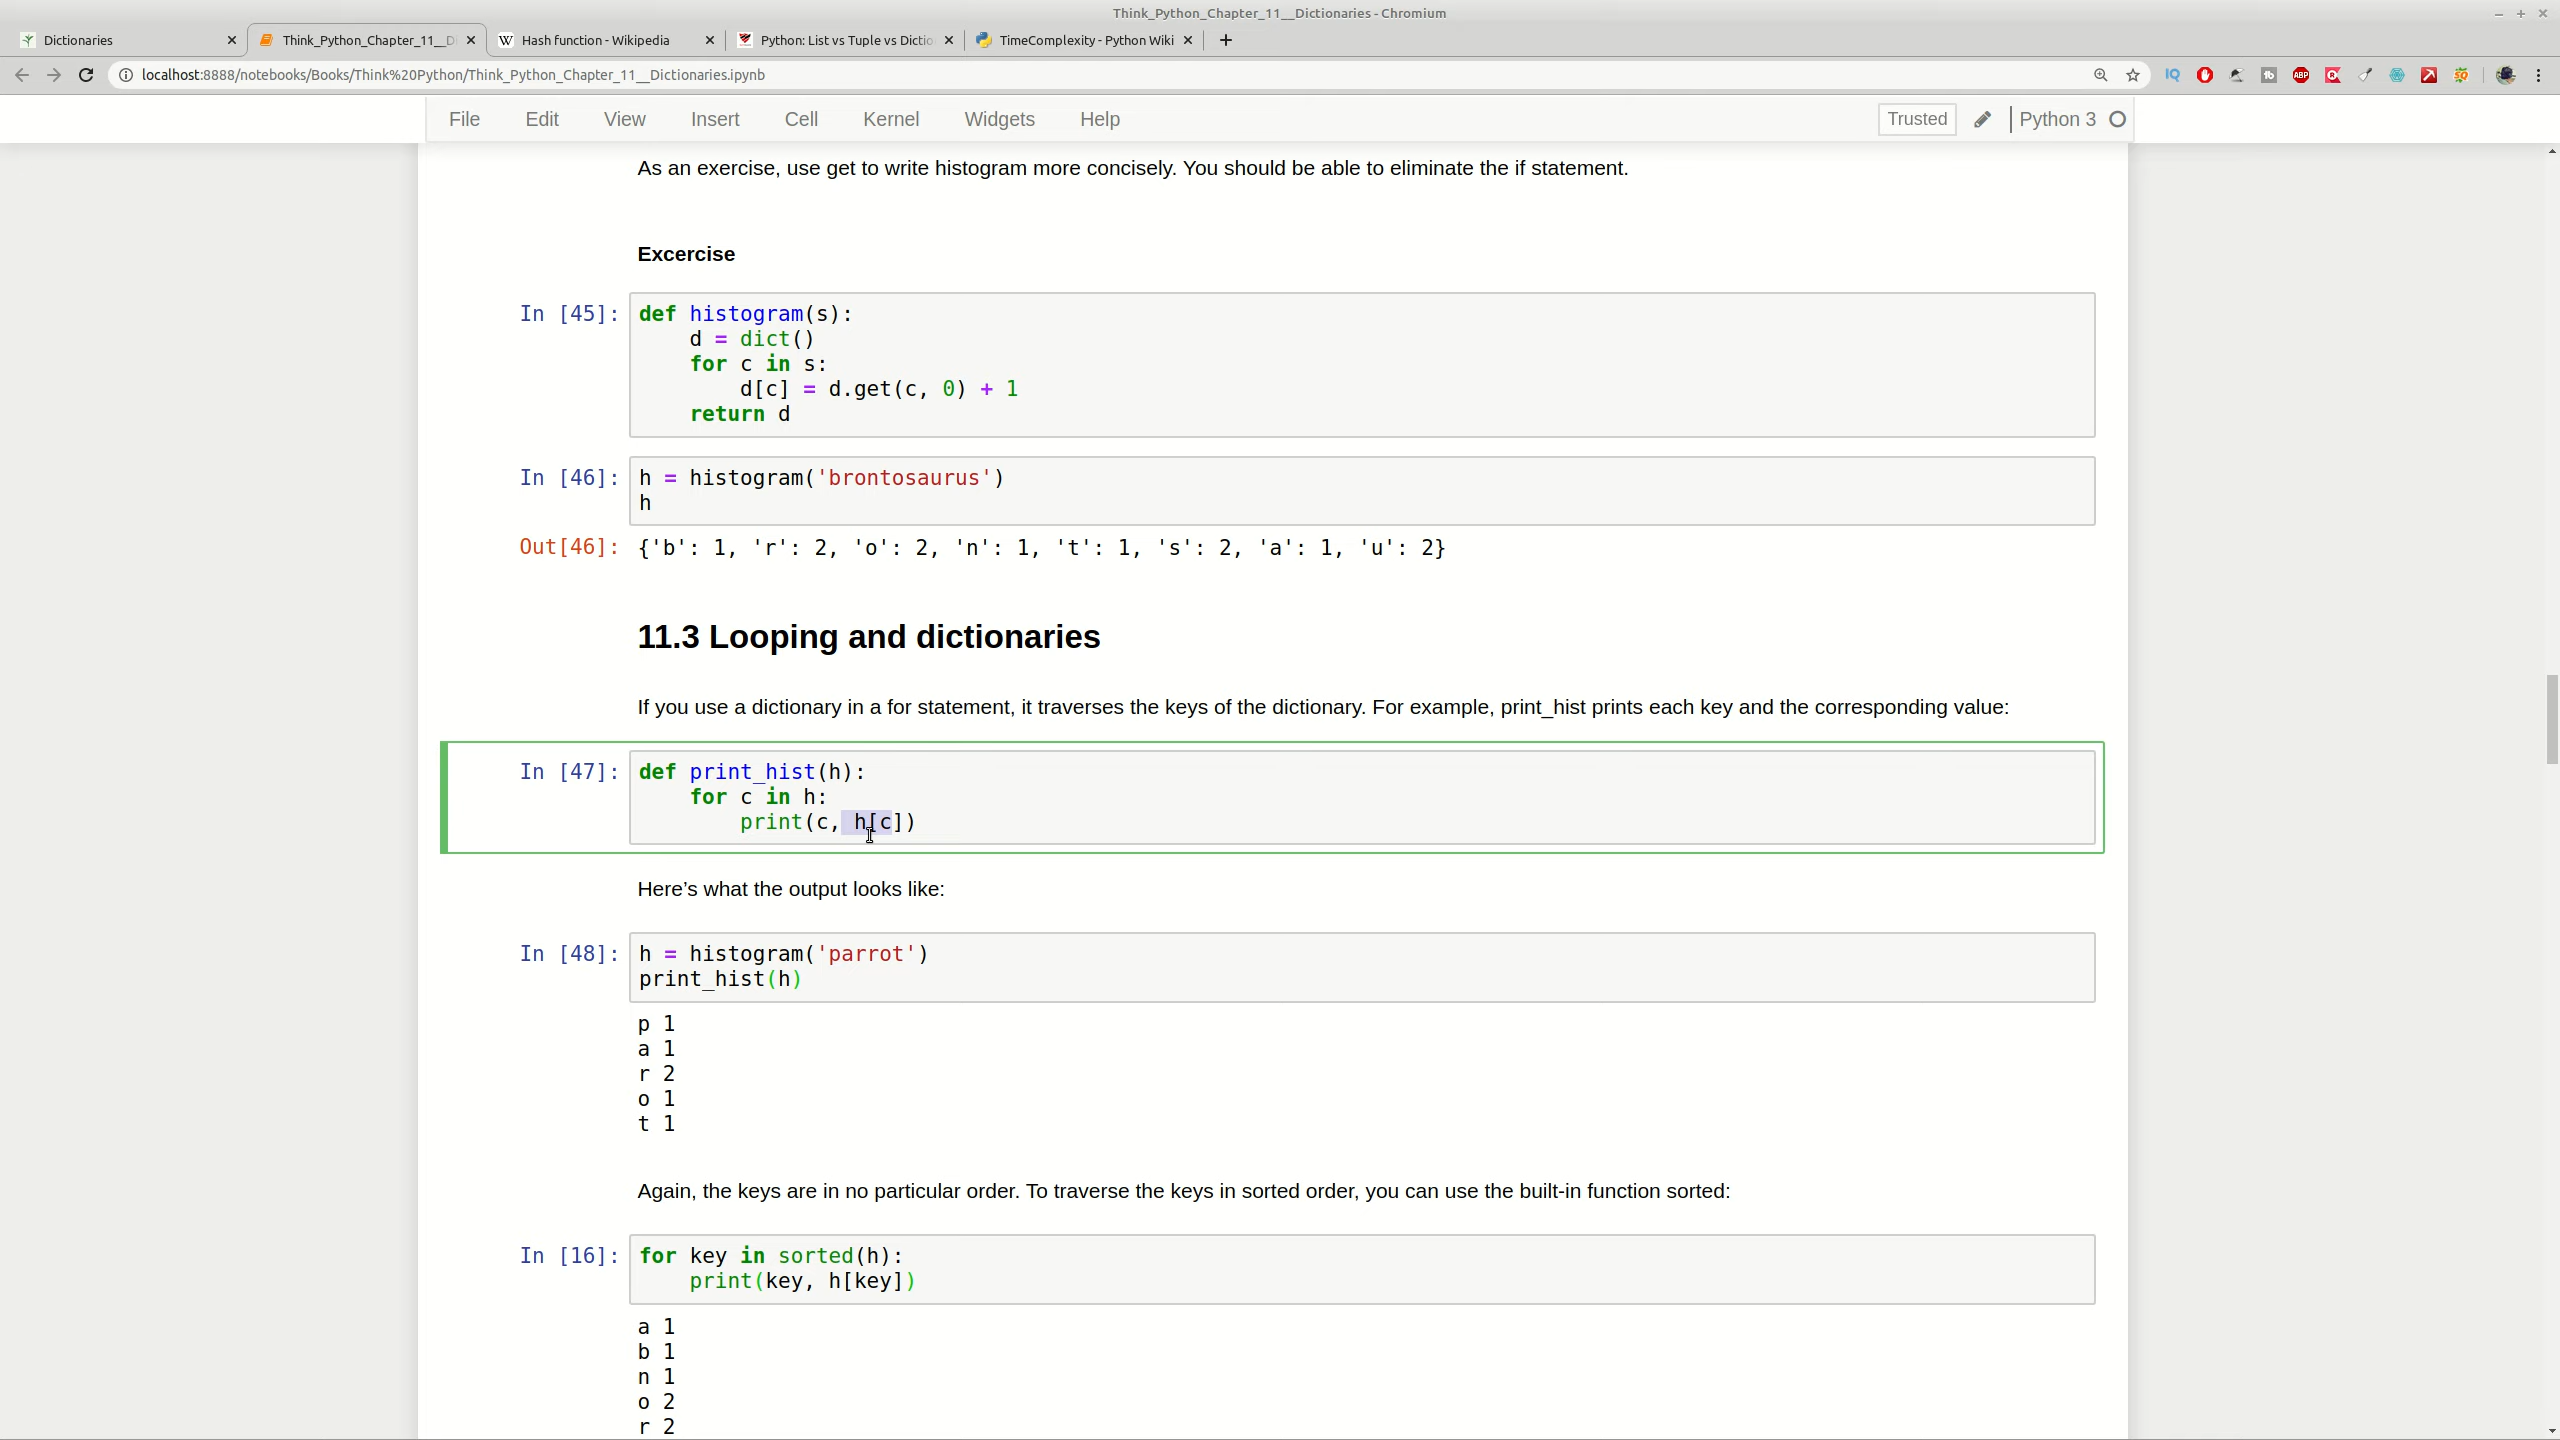 Think_Python_Chapter_11__Dictionaries - Chromium
Dictionaries
Think_Python_Chapter_11__D
Hash function - Wikipedia
Python: List vs Tuple vs Dictio
TimeComplexity - Python Wiki
localhost:8888/notebooks/Books/Think%20Python/Think_Python_Chapter_11__Dictionaries.ipynb
File Edit View Insert Cell Kernel Widgets Help Trusted Python 3
As an exercise, use get to write histogram more concisely. You should be able to eliminate the if statement.
Excercise
In [45]: def histogram(s):
d = dict()
for c in s:
d[c] = d.get(c, 0) + 1
return d
In [46]: h = histogram('brontosaurus')
h
Out[46]: {'b': 1, 'r': 2, 'o': 2, 'n': 1, 't': 1, 's': 2, 'a': 1, 'u': 2}
11.3 Looping and dictionaries
If you use a dictionary in a for statement, it traverses the keys of the dictionary. For example, print_hist prints each key and the corresponding value:
In [47]: def print_hist(h):
for c in h:
print(c, h[c])
Here’s what the output looks like:
In [48]: h = histogram('parrot')
print_hist(h)
p 1
a 1
r 2
o 1
t 1
Again, the keys are in no particular order. To traverse the keys in sorted order, you can use the built-in function sorted:
In [16]: for key in sorted(h):
print(key, h[key])
a 1
b 1
n 1
o 2
r 2